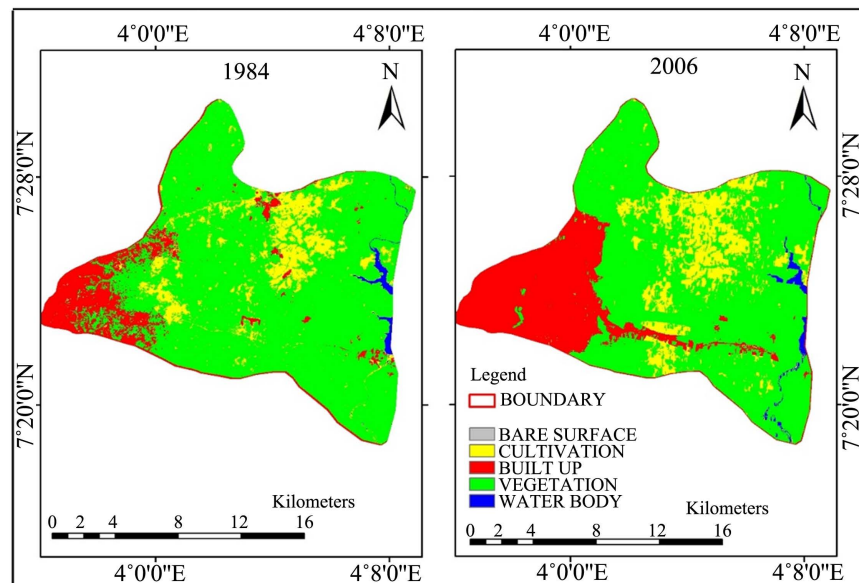 4°0'0"E 4°8'0"E 4°0'0"E 4°8'0"E
1984
N
2006
N
7°28'0"N
7°20'0"N
7°28'0"N
7°20'0"N
Legend
BOUNDARY
BARE SURFACE
CULTIVATION
BUILT UP
VEGETATION
WATER BODY
Kilometers
0 2 4 8 12 16
Kilometers
0 2 4 8 12 16
4°0'0"E 4°8'0"E 4°0'0"E 4°8'0"E